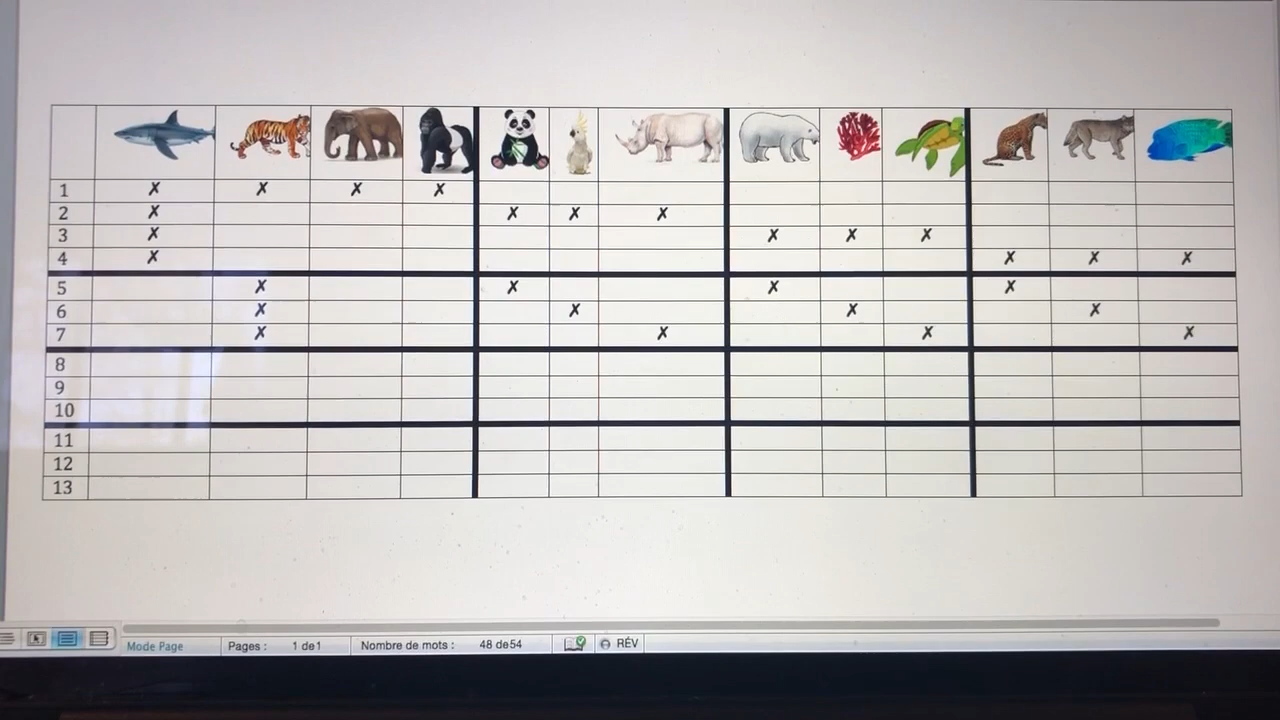 1 ✗ ✗ ✗ ✗
2 ✗ ✗ ✗ ✗
3 ✗ ✗ ✗ ✗
4 ✗ ✗ ✗ ✗
5 ✗ ✗ ✗ ✗
6 ✗ ✗ ✗ ✗
7 ✗ ✗ ✗ ✗
8
9
10
11
12
13
Mode Page Pages : 1 de1 Nombre de mots : 48 de54 RÉV